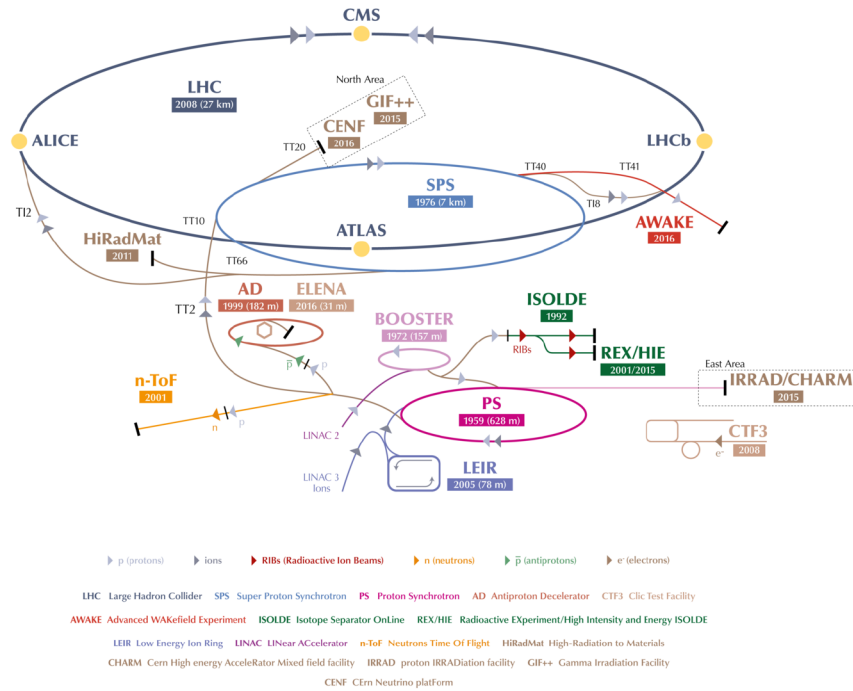 CMS
LHC
2008 (27 km)
North Area
GIF++
2015
CENF
2016
ALICE
LHCb
TT20
TT40
TT41
SPS
1976 (7 km)
TI2
TI8
TT10
AWAKE
2016
ATLAS
HiRadMat
2011
TT66
AD
1999 (182 m)
ELENA
2016 (31 m)
TT2
ISOLDE
1992
BOOSTER
1972 (157 m)
RIBs
REX/HIE
2001/2015
p̅
p
East Area
n-ToF
2001
IRRAD/CHARM
2015
PS
1959 (628 m)
n
p
LINAC 2
CTF3
2008
e-
LEIR
2005 (78 m)
LINAC 3
Ions
p (protons) ions RIBs (Radioactive Ion Beams) n (neutrons) p̅ (antiprotons) e- (electrons)
LHC Large Hadron Collider SPS Super Proton Synchrotron PS Proton Synchrotron AD Antiproton Decelerator CTF3 Clic Test Facility
AWAKE Advanced WAKefield Experiment ISOLDE Isotope Separator OnLine REX/HIE Radioactive EXperiment/High Intensity and Energy ISOLDE
LEIR Low Energy Ion Ring LINAC LINear ACcelerator n-ToF Neutrons Time Of Flight HiRadMat High-Radiation to Materials
CHARM Cern High energy AcceleRator Mixed field facility IRRAD proton IRRADiation facility GIF++ Gamma Irradiation Facility
CENF CErn Neutrino platForm